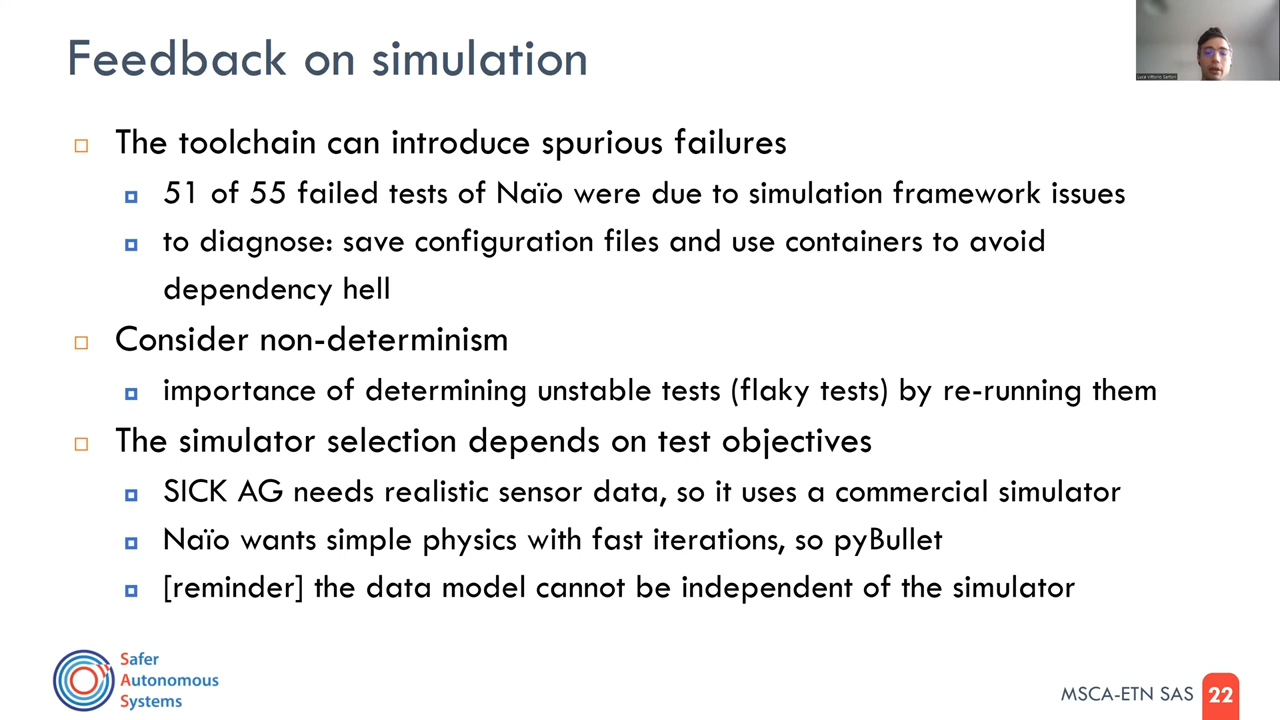 Feedback on simulation
The toolchain can introduce spurious failures
51 of 55 failed tests of Naïo were due to simulation framework issues
to diagnose: save configuration files and use containers to avoid
dependency hell
Consider non-determinism
importance of determining unstable tests (flaky tests) by re-running them
The simulator selection depends on test objectives
SICK AG needs realistic sensor data, so it uses a commercial simulator
Naïo wants simple physics with fast iterations, so pyBullet
[reminder] the data model cannot be independent of the simulator
Safer
Autonomous
Systems
MSCA-ETN SAS 22
Luca Vittorio Sartori